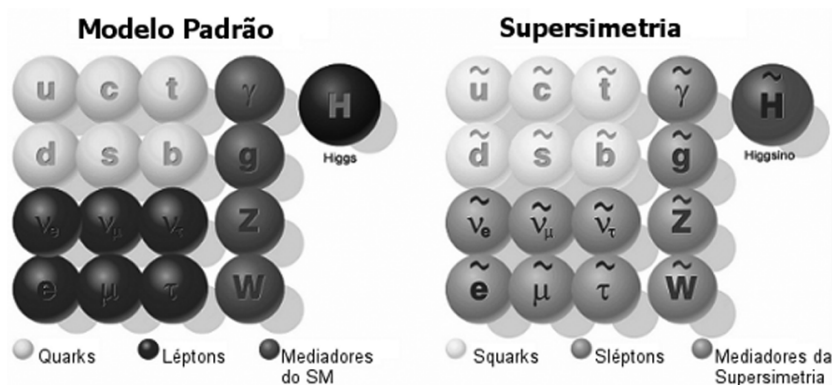 Modelo Padrão
u c t γ H
Higgs
d s b g
νe νμ ντ Z
e μ τ W
Quarks Léptons Mediadores
do SM
Supersimetria
ũ c̃ t̃ γ̃ H̃
Higgsino
d̃ s̃ b̃ g̃
ν̃e ν̃μ ν̃τ Z̃
ẽ μ̃ τ̃ W̃
Squarks Sléptons Mediadores da
Supersimetria